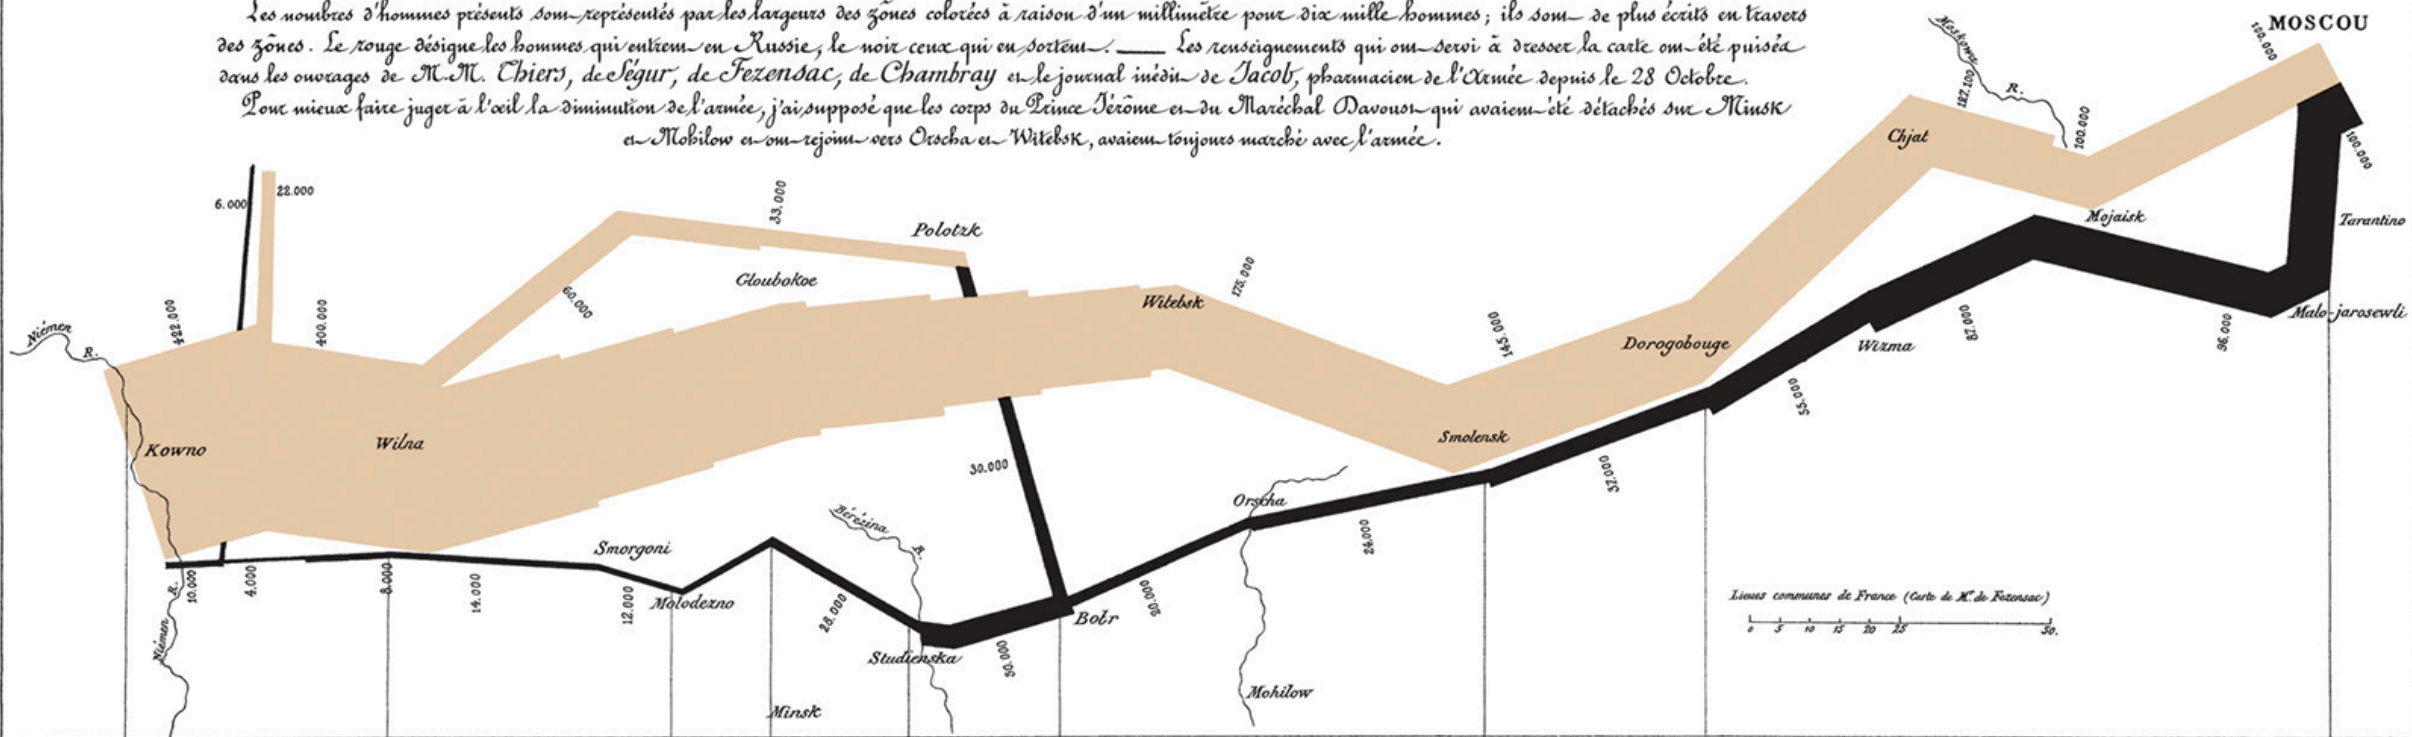 Les nombres d'hommes présents sont représentés par les largeurs des zônes colorées à raison d'un millimètre pour dix mille hommes; ils sont de plus écrits en travers
des zônes. Le rouge désigne les hommes qui entrent en Russie, le noir ceux qui en sortent. — Les renseignements qui ont servi à dresser la carte ont été puisés
dans les ouvrages de M.M. Thiers, de Ségur, de Fezensac, de Chambray et le journal inédit de Jacob, pharmacien de l'Armée depuis le 28 Octobre.
Pour mieux faire juger à l'œil la diminution de l'armée, j'ai supposé que les corps du Prince Jérôme et du Maréchal Davoust qui avaient été détachés sur Minsk
et Mohilow et ont rejoint vers Orscha et Witebsk, avaient toujours marché avec l'armée.
MOSCOU
100.000
Moskowa
R.
127.100
100.000
Chjat
100.000
Mojaisk
Tarantino
Malo-jarosewli
6.000
22.000
33.000
Polotzk
Gloubokoe
60.000
422.000
400.000
Niémen
R.
Kowno
Wilna
Witebsk
175.000
145.000
Dorogobouge
Wizma
87.000
96.000
55.000
Smolensk
37.000
30.000
Orscha
24.000
Bérézina
R.
Smorgoni
Molodezno
10.000
4.000
8.000
14.000
12.000
28.000
R.
Niémen
Studienska
50.000
Bobr
20.000
Mohilow
Minsk
Lieues communes de France (Carte de M. de Fezensac)
0 5 10 15 20 25 50.